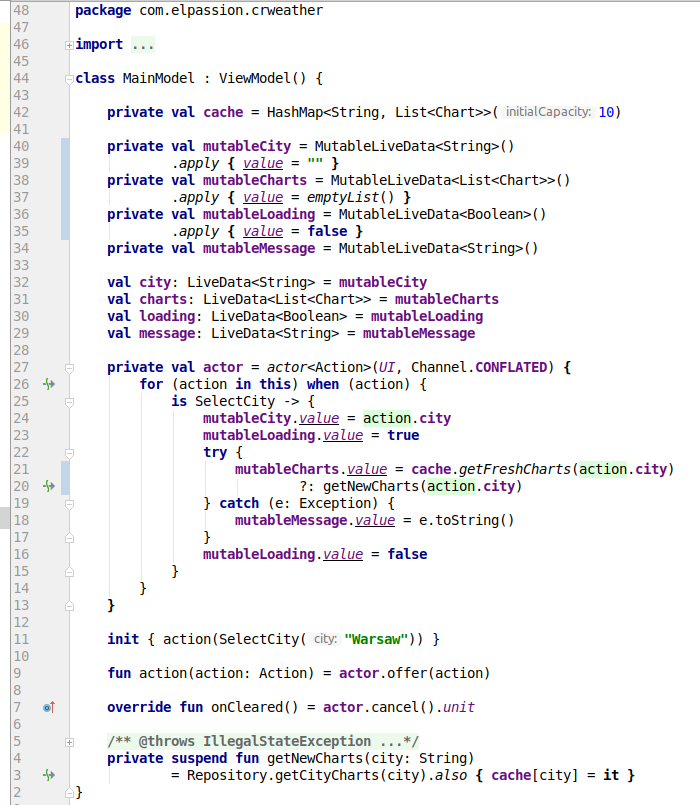 48 package com.elpassion.crweather
47
46 import ...
45
44 class MainModel : ViewModel() {
43
42     private val cache = HashMap<String, List<Chart>>( initialCapacity: 10)
41
40     private val mutableCity = MutableLiveData<String>()
39             .apply { value = "" }
38     private val mutableCharts = MutableLiveData<List<Chart>>()
37             .apply { value = emptyList() }
36     private val mutableLoading = MutableLiveData<Boolean>()
35             .apply { value = false }
34     private val mutableMessage = MutableLiveData<String>()
33
32     val city: LiveData<String> = mutableCity
31     val charts: LiveData<List<Chart>> = mutableCharts
30     val loading: LiveData<Boolean> = mutableLoading
29     val message: LiveData<String> = mutableMessage
28
27     private val actor = actor<Action>(UI, Channel.CONFLATED) {
26         for (action in this) when (action) {
25             is SelectCity -> {
24                 mutableCity.value = action.city
23                 mutableLoading.value = true
22                 try {
21                     mutableCharts.value = cache.getFreshCharts(action.city)
20                             ?: getNewCharts(action.city)
19                 } catch (e: Exception) {
18                     mutableMessage.value = e.toString()
17                 }
16                 mutableLoading.value = false
15             }
14         }
13     }
12
11     init { action(SelectCity( city: "Warsaw")) }
10
9     fun action(action: Action) = actor.offer(action)
8
7     override fun onCleared() = actor.cancel().unit
6
5     /** @throws IllegalStateException ...*/
4     private suspend fun getNewCharts(city: String)
3             = Repository.getCityCharts(city).also { cache[city] = it }
2 }